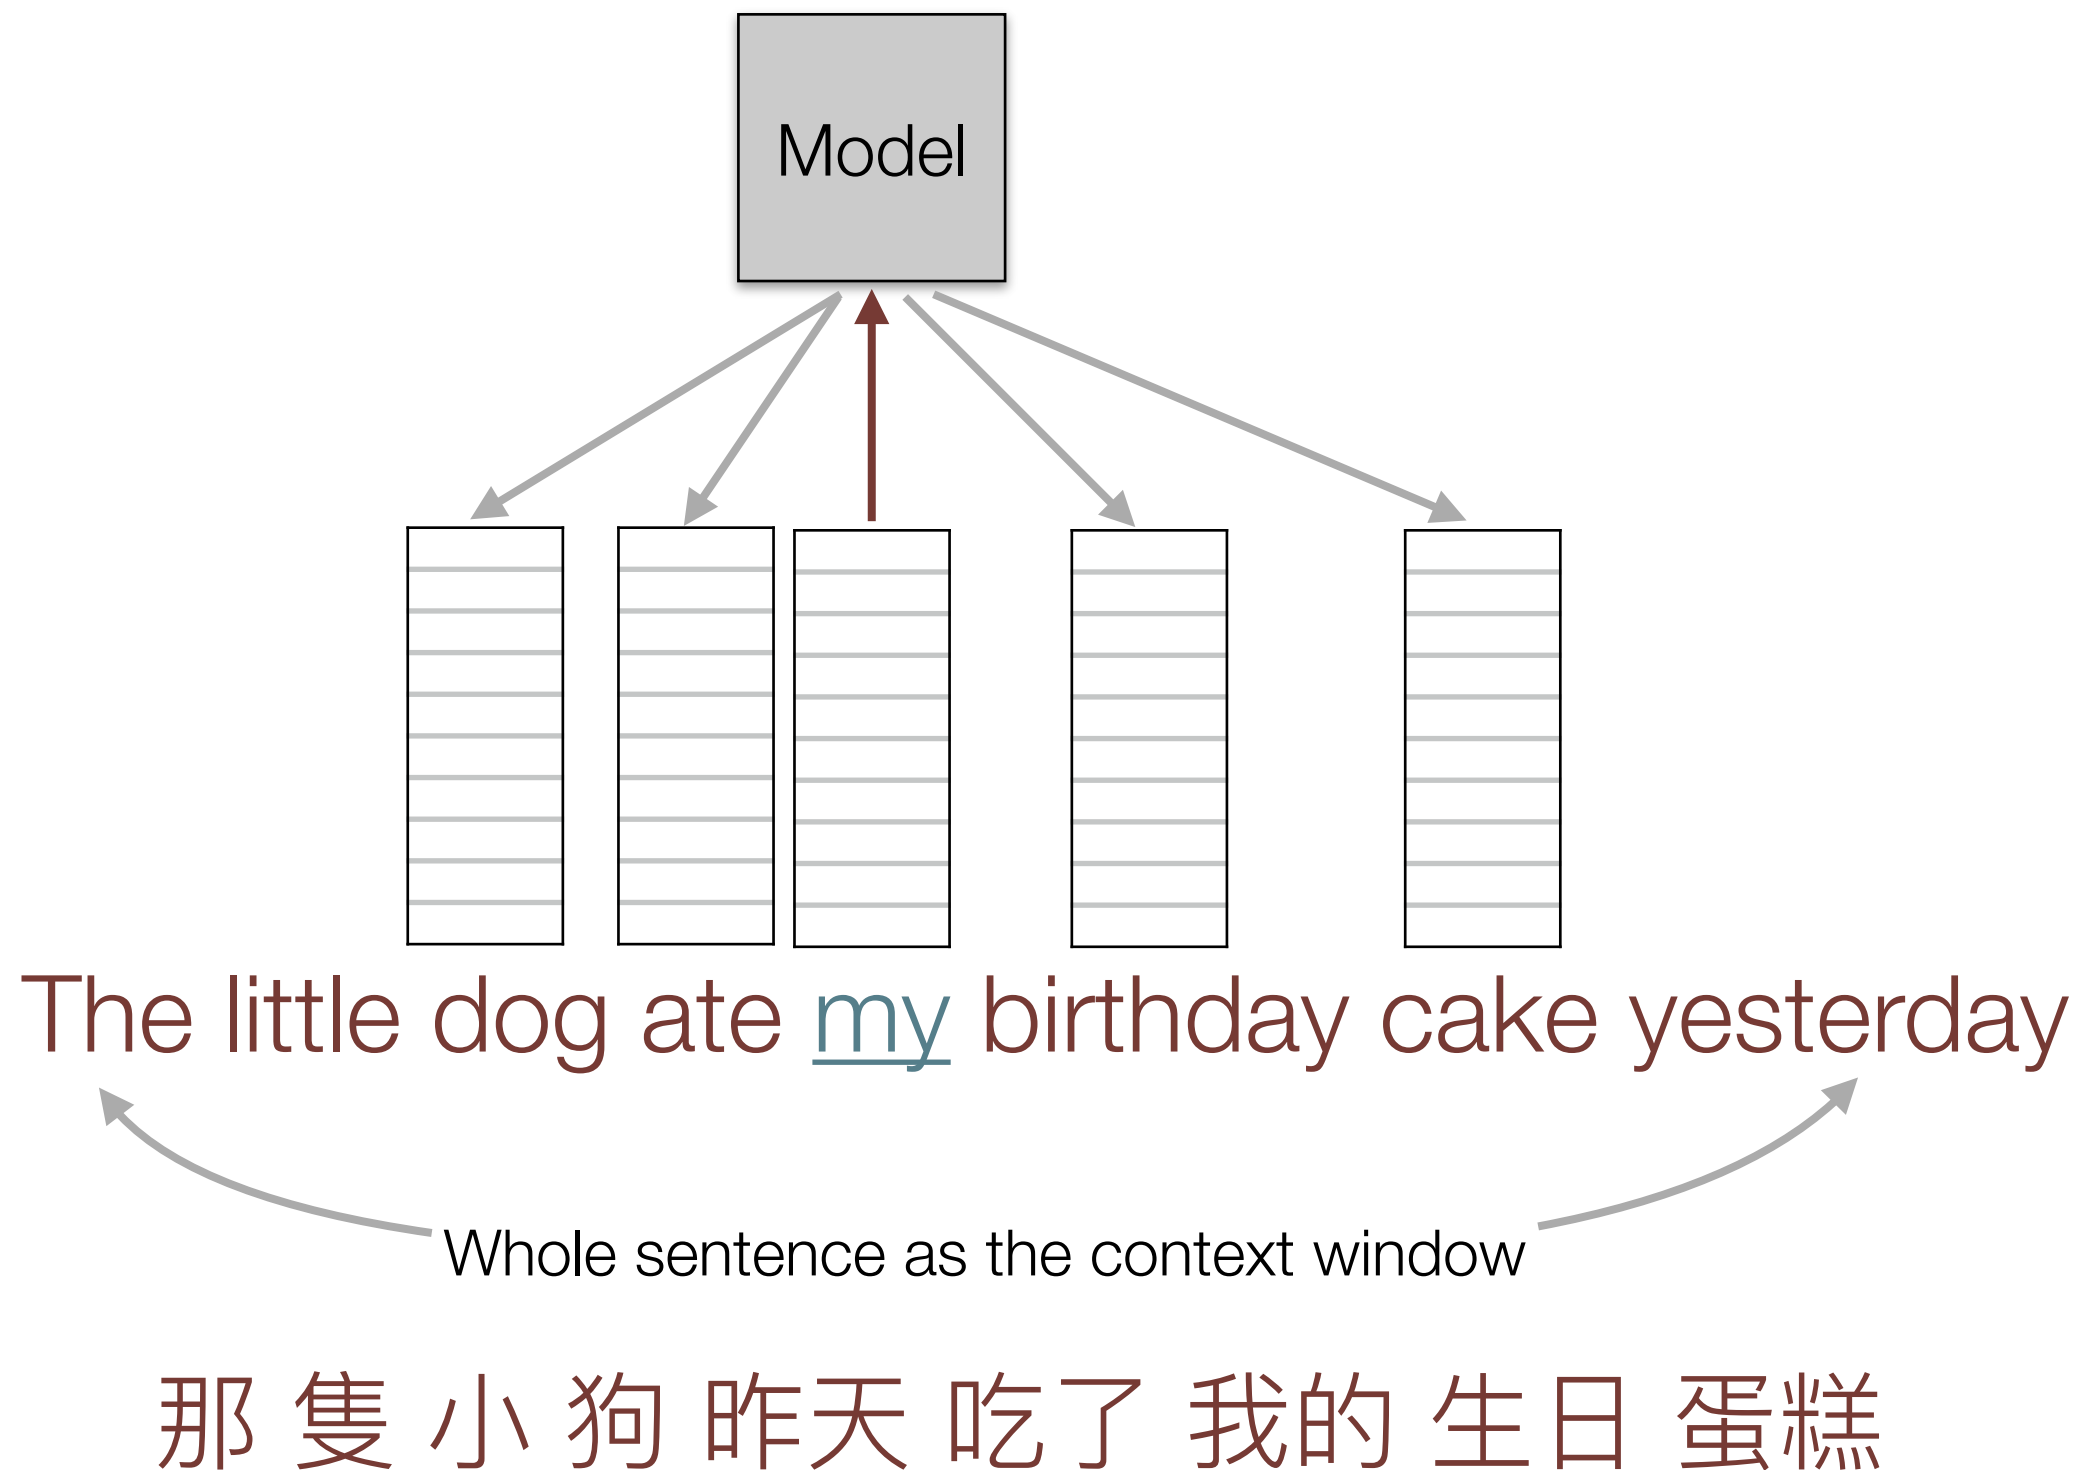 Model
The little dog ate my birthday cake yesterday
Whole sentence as the context window
那 隻 小 狗 昨天 吃了 我的 生日 蛋糕